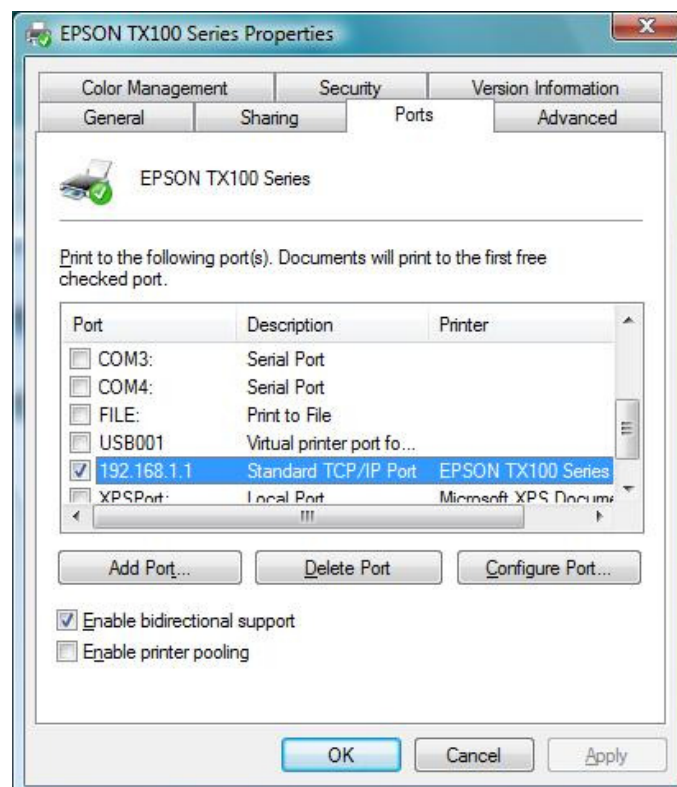 EPSON TX100 Series Properties
Color Management Security Version Information
General Sharing Ports Advanced
EPSON TX100 Series
Print to the following port(s). Documents will print to the first free
checked port.
Port Description Printer
COM3: Serial Port
COM4: Serial Port
FILE: Print to File
USB001 Virtual printer port fo...
192.168.1.1 Standard TCP/IP Port EPSON TX100 Series
XPSPort: Local Port Microsoft XPS Docume
Add Port... Delete Port Configure Port...
Enable bidirectional support
Enable printer pooling
OK Cancel Apply